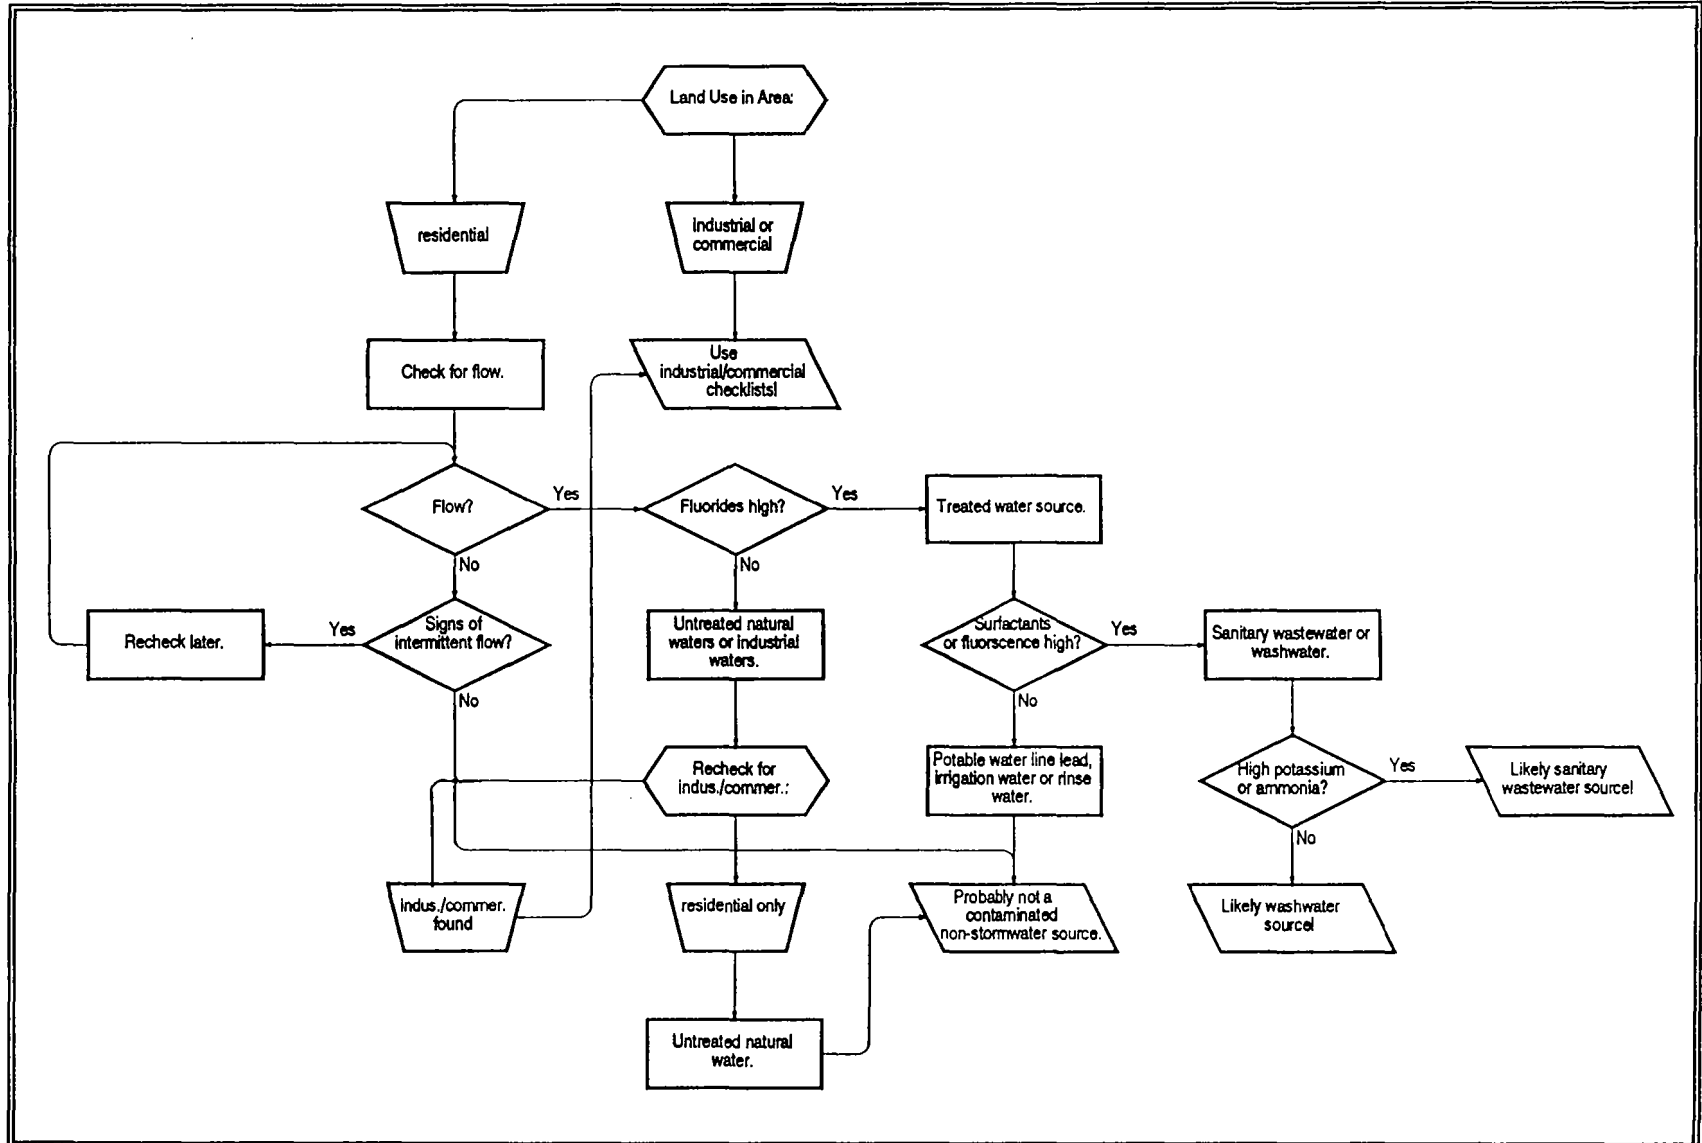 Land Use in Area:
residential
industrial or
commercial
Check for flow.
Use
industrial/commercial
checklists!
Flow?
Yes
Fluorides high?
Yes
Treated water source.
No
No
Recheck later.
Yes
Signs of
intermittent flow?
Untreated natural
waters or industrial
waters.
Surfactants
or fluorscence high?
Yes
Sanitary wastewater or
washwater.
No
No
Recheck for
indus./commer.:
Potable water line lead,
irrigation water or rinse
water.
High potassium
or ammonia?
Yes
Likely sanitary
wastewater source!
No
indus./commer.
found
residential only
Probably not a
contaminated
non-stormwater source.
Likely washwater
source!
Untreated natural
water.